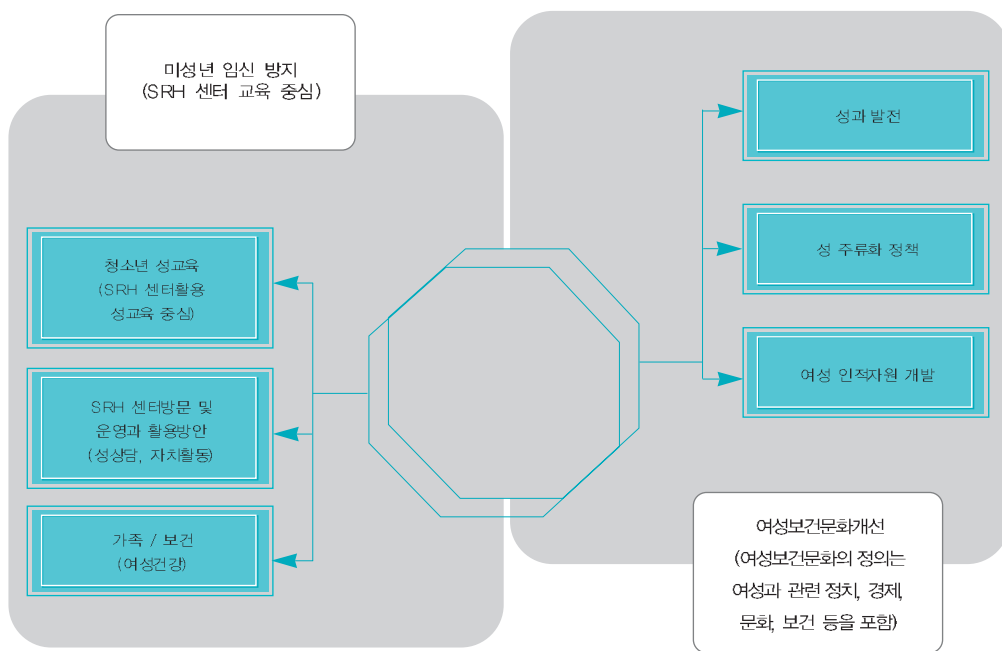 미성년 임신 방지
(SRH 센터 교육 중심)
청소년 성교육
(SRH 센터활용
성교육 중심)
SRH 센터방문 및
운영과 활용방안
(성상담, 자치활동)
가족 / 보건
(여성건강)
성과 발전
성 주류화 정책
여성 인적자원 개발
여성보건문화개선
(여성보건문화의 정의는
여성과 관련 정치, 경제,
문화, 보건 등을 포함)